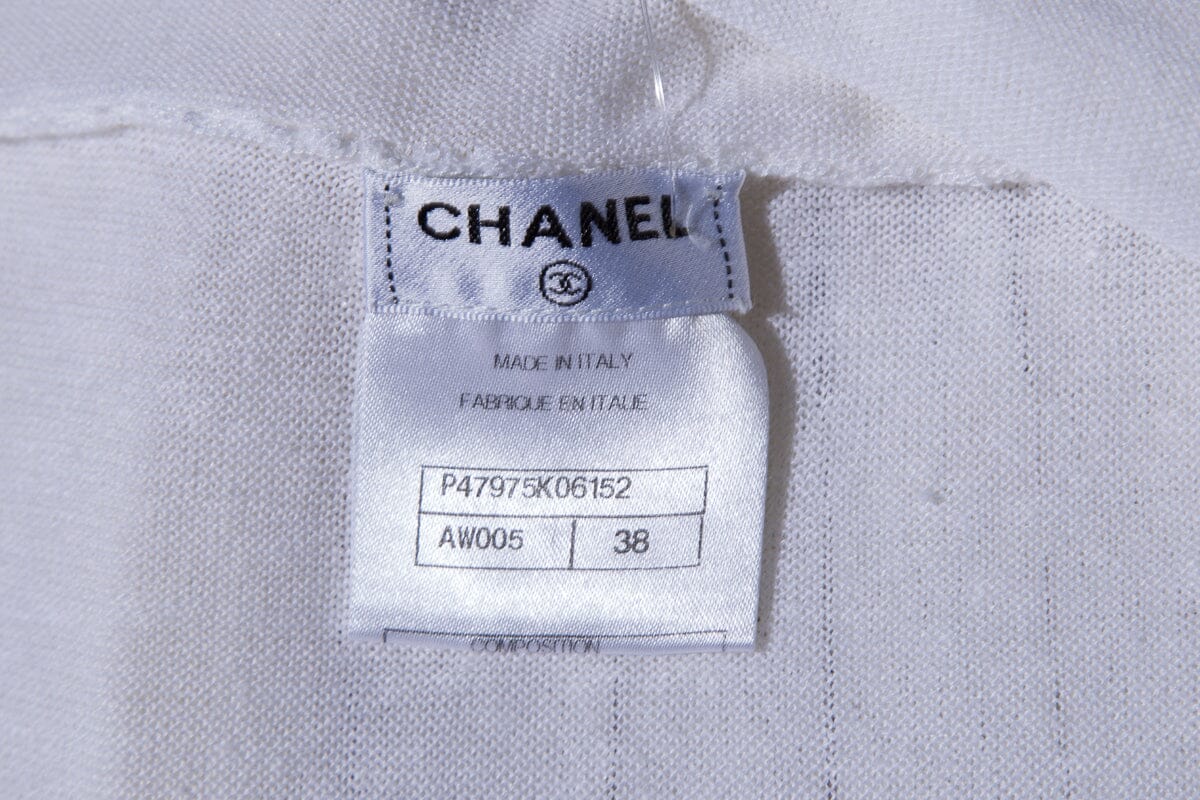 CHANEL
MADE IN ITALY
FABRIQUE EN ITALIE
P47975K06152
AW005 38
COMPOSITION